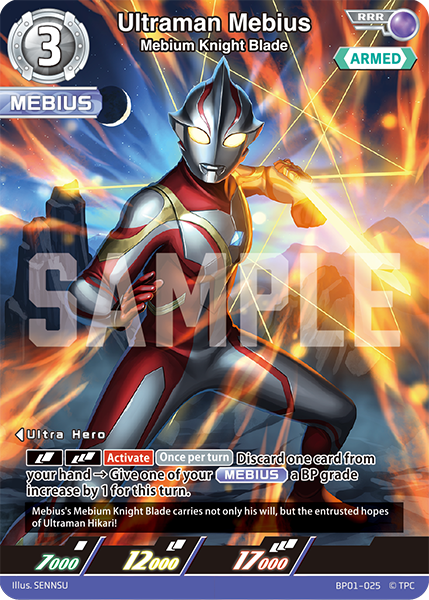 Ultraman Mebius
Mebium Knight Blade
RRR
3
ARMED
MEBIUS
SAMPLE
Ultra Hero
Activate Once per turn Discard one card from
your hand → Give one of your MEBIUS a BP grade
increase by 1 for this turn.
Mebius's Mebium Knight Blade carries not only his will, but the entrusted hopes
of Ultraman Hikari!
7000 12000 17000
Illus. SENNSU BP01-025 © TPC